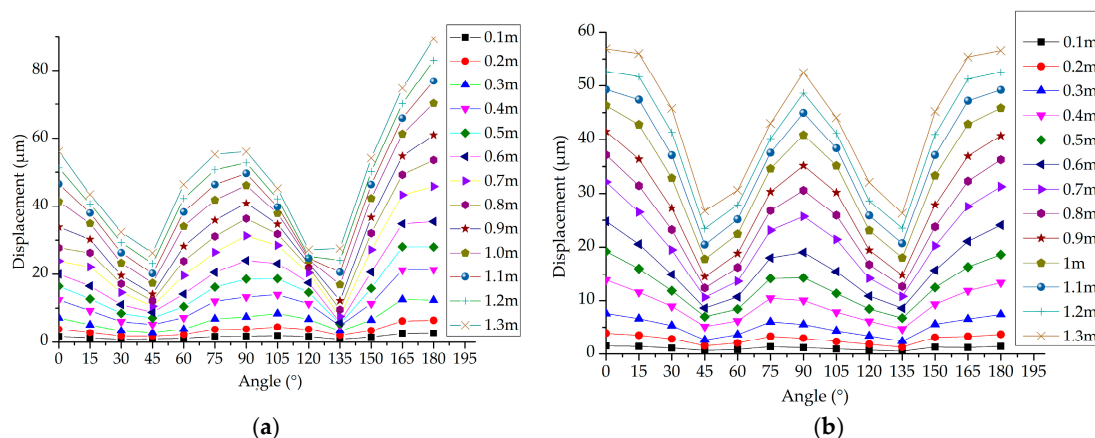 0.1m
0.2m
0.3m
0.4m
0.5m
0.6m
0.7m
0.8m
0.9m
1.0m
1.1m
1.2m
1.3m
Displacement (μm)
80
60
40
20
0
0 15 30 45 60 75 90 105 120 135 150 165 180 195
Angle (°)
(a)
0.1m
0.2m
0.3m
0.4m
0.5m
0.6m
0.7m
0.8m
0.9m
1m
1.1m
1.2m
1.3m
Displacement (μm)
60
50
40
30
20
10
0
0 15 30 45 60 75 90 105 120 135 150 165 180 195
Angle (°)
(b)